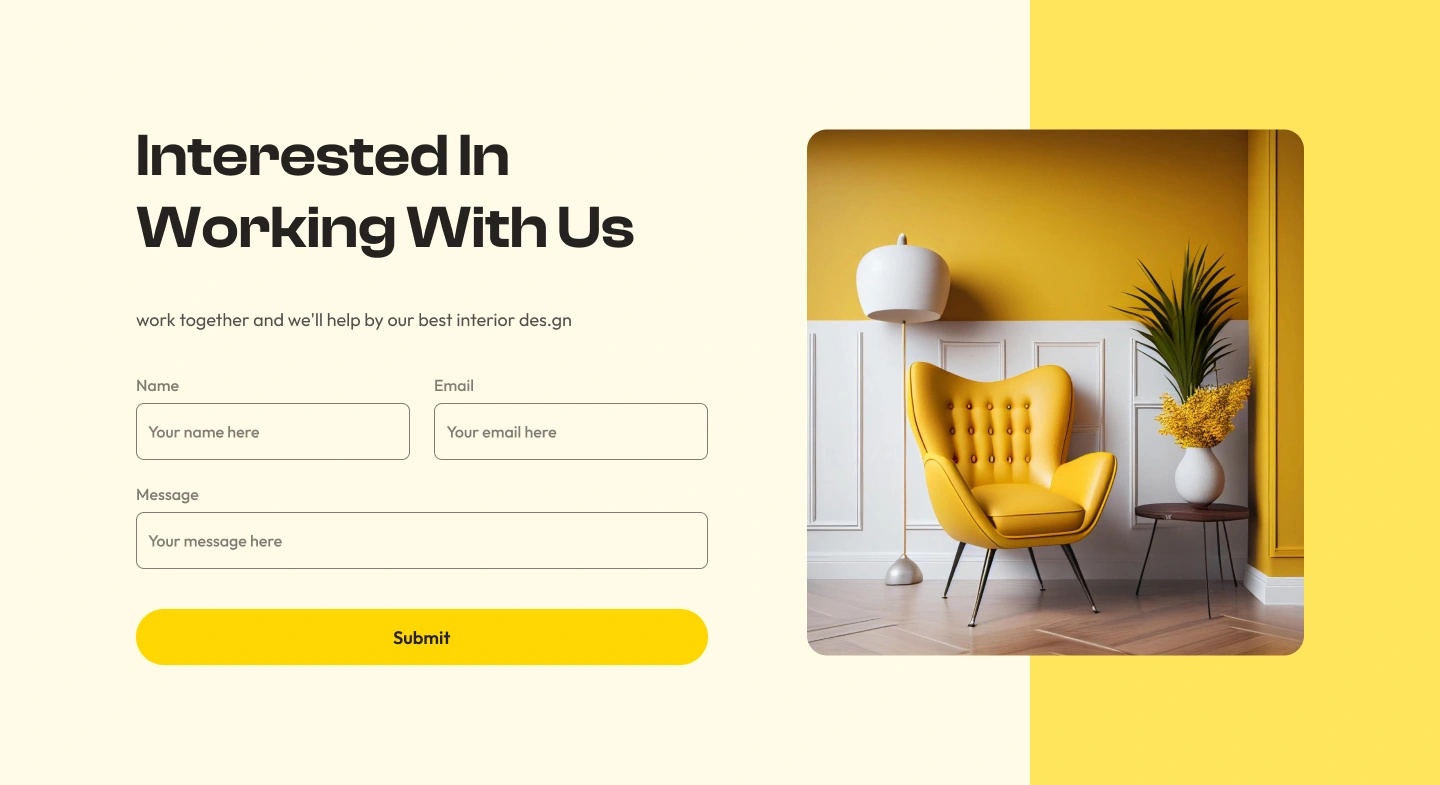 Interested In
Working With Us
work together and we'll help by our best interior des.gn
Name
Email
Your name here
Your email here
Message
Your message here
Submit